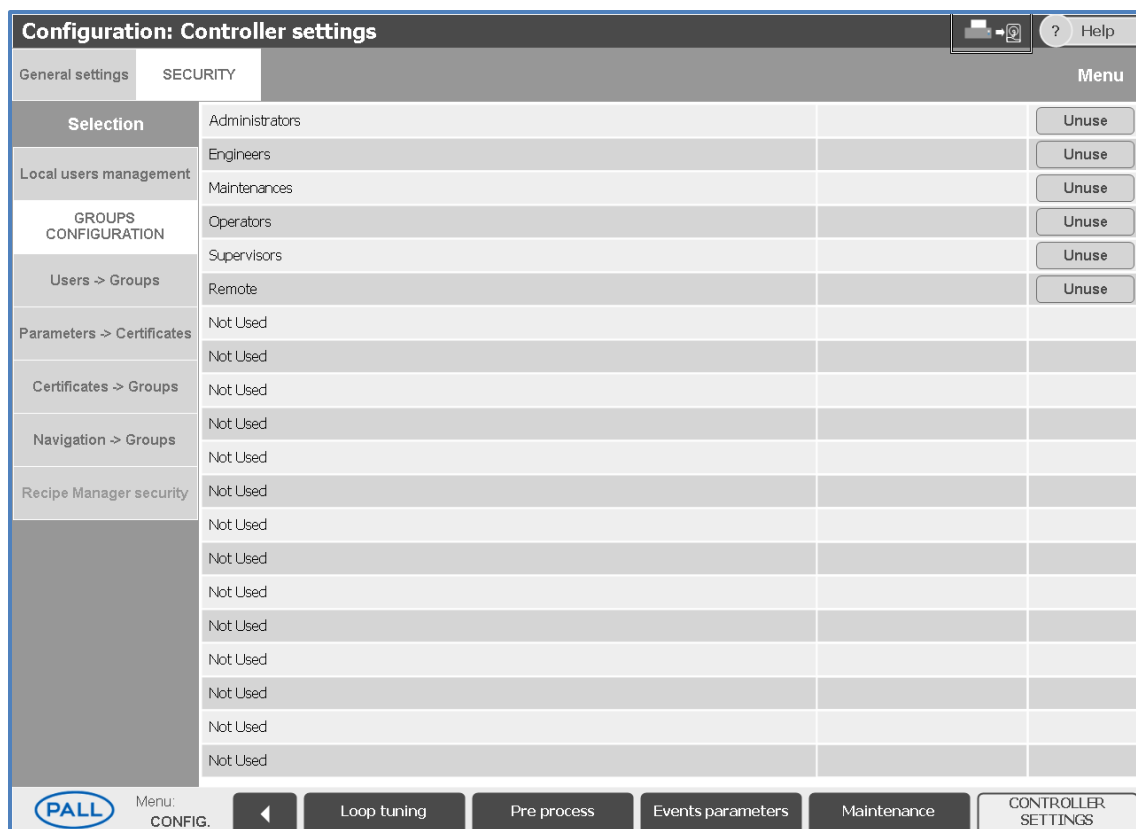 Configuration: Controller settings
? Help
General settings
SECURITY
Menu
Selection
Local users management
GROUPS
CONFIGURATION
Users -> Groups
Parameters -> Certificates
Certificates -> Groups
Navigation -> Groups
Recipe Manager security
Administrators Unuse
Engineers Unuse
Maintenances Unuse
Operators Unuse
Supervisors Unuse
Remote Unuse
Not Used
Not Used
Not Used
Not Used
Not Used
Not Used
Not Used
Not Used
Not Used
Not Used
Not Used
Not Used
Not Used
Not Used
PALL
Menu:
CONFIG.
Loop tuning
Pre process
Events parameters
Maintenance
CONTROLLER
SETTINGS